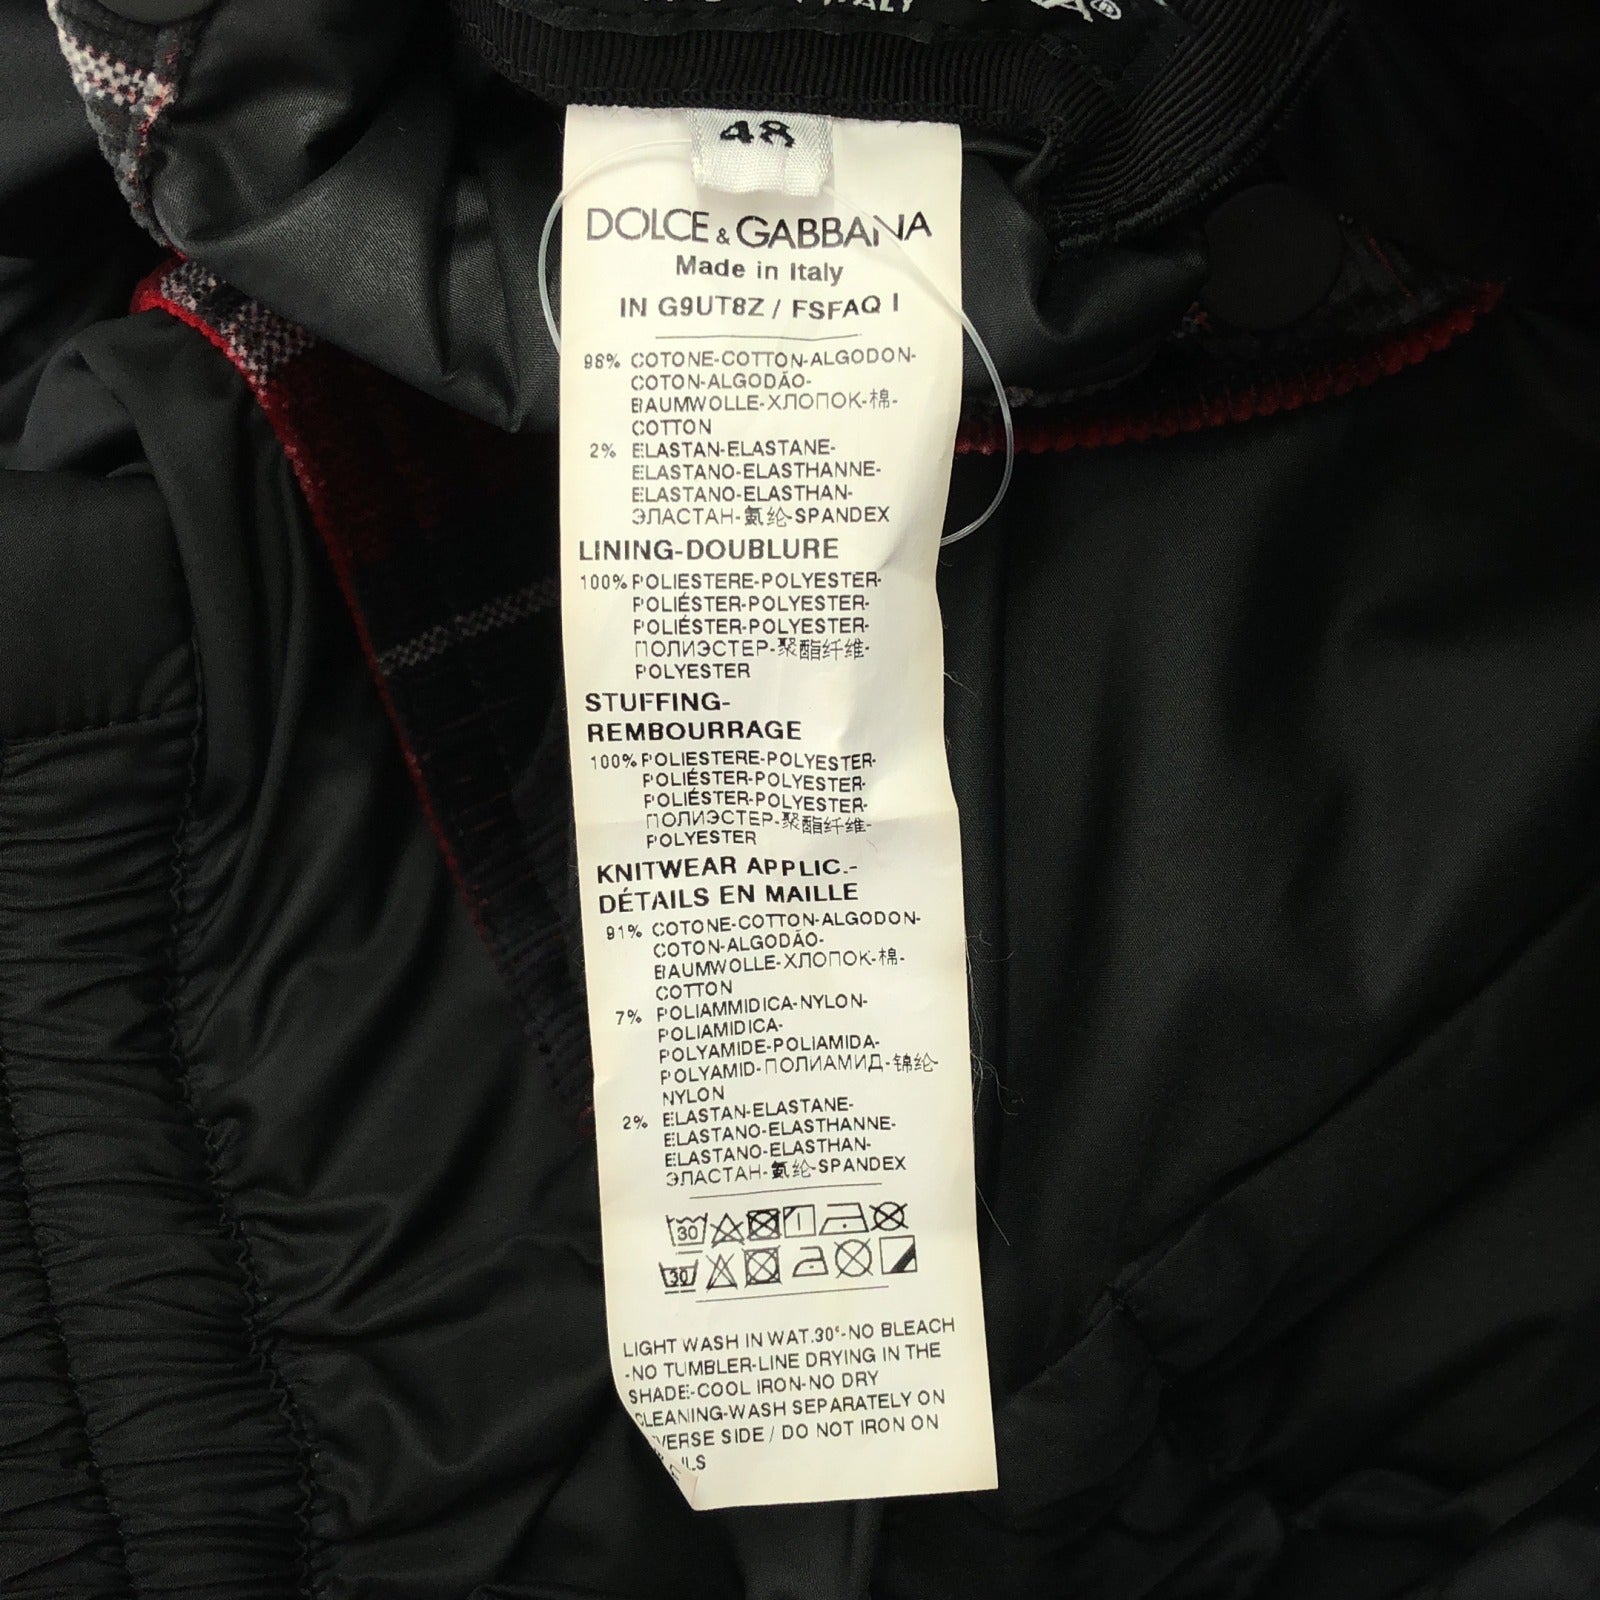 ITALY
48
DOLCE & GABBANA
Made in Italy
IN G9UT8Z / FSFAQ I
98% COTONE-COTTON-ALGODON-
COTON-ALGODÃO-
BAUMWOLLE-ХЛОПОК-棉-
COTTON
2% ELASTAN-ELASTANE-
ELASTANO-ELASTHANNE-
ELASTANO-ELASTHAN-
ЭЛАСТАН-氨纶-SPANDEX
LINING-DOUBLURE
100% POLIESTERE-POLYESTER-
POLIÉSTER-POLYESTER-
POLIÉSTER-POLYESTER-
ПОЛИЭСТЕР-聚酯纤维-
POLYESTER
STUFFING-
REMBOURRAGE
100% POLIESTERE-POLYESTER-
POLIÉSTER-POLYESTER-
POLIÉSTER-POLYESTER-
ПОЛИЭСТЕР-聚酯纤维-
POLYESTER
KNITWEAR APPLIC.-
DÉTAILS EN MAILLE
91% COTONE-COTTON-ALGODON-
COTON-ALGODÃO-
BAUMWOLLE-ХЛОПОК-棉-
COTTON
7% POLIAMMIDICA-NYLON-
POLIAMIDICA-
POLYAMIDE-POLIAMIDA-
POLYAMID-ПОЛИАМИД-锦纶-
NYLON
2% ELASTAN-ELASTANE-
ELASTANO-ELASTHANNE-
ELASTANO-ELASTHAN-
ЭЛАСТАН-氨纶-SPANDEX
30
30
LIGHT WASH IN WAT.30°-NO BLEACH
-NO TUMBLER-LINE DRYING IN THE
SHADE-COOL IRON-NO DRY
CLEANING-WASH SEPARATELY ON
VERSE SIDE / DO NOT IRON ON